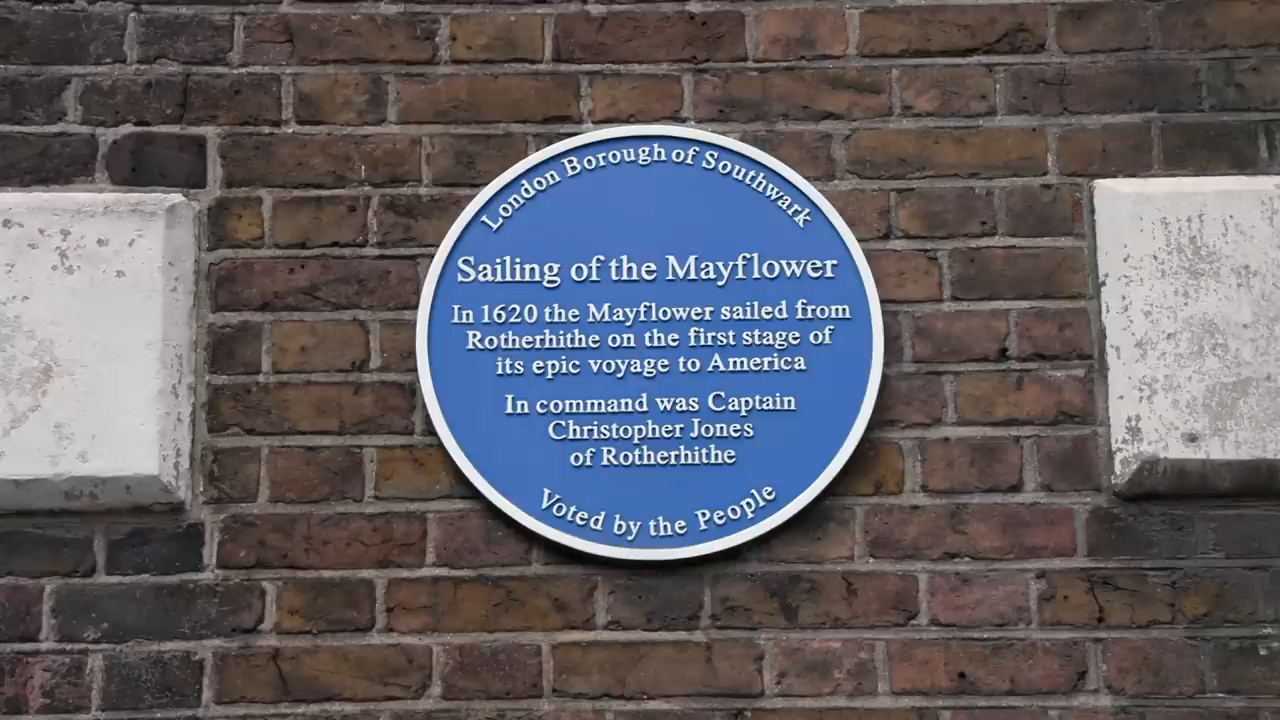 London Borough of Southwark
Sailing of the Mayflower
In 1620 the Mayflower sailed from
Rotherhithe on the first stage of
its epic voyage to America
In command was Captain
Christopher Jones
of Rotherhithe
Voted by the People